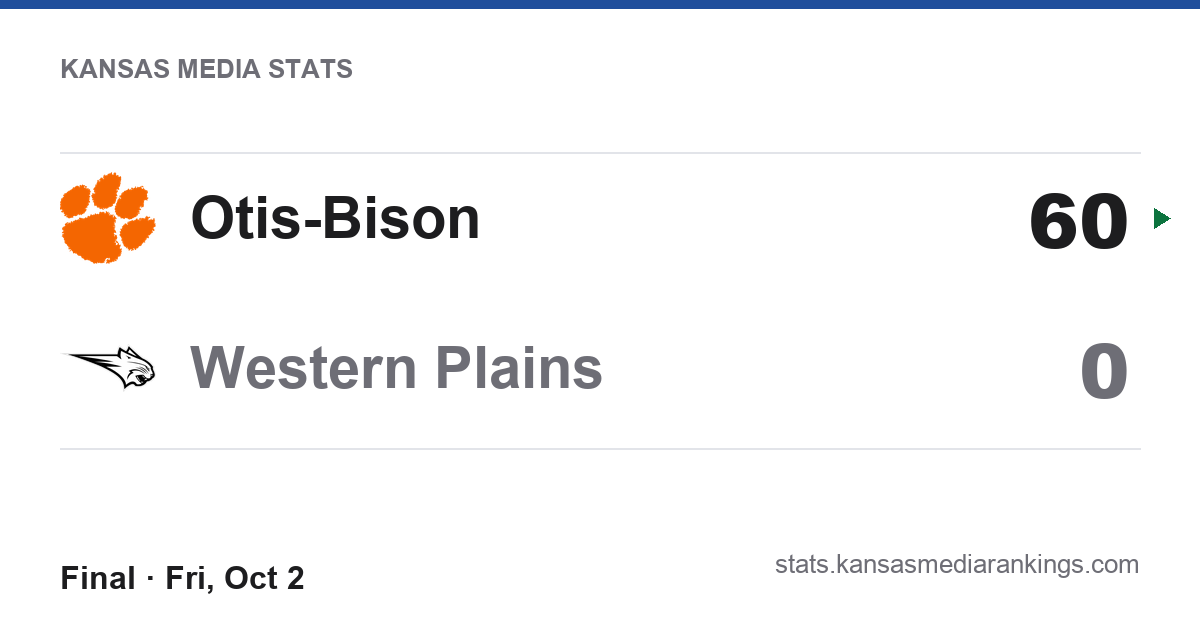 KANSAS MEDIA STATS
Otis-Bison 60
Western Plains 0
Final · Fri, Oct 2
stats.kansasmediarankings.com